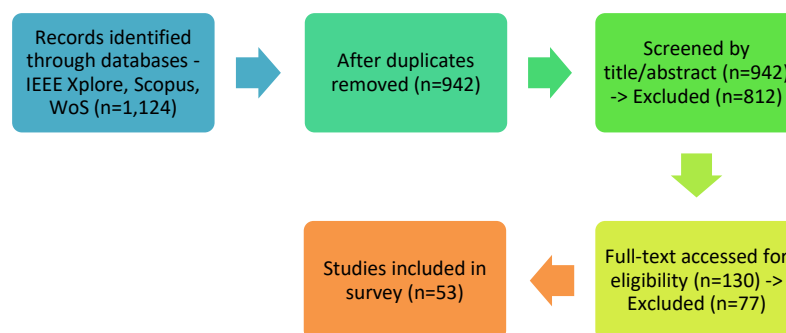 Records identified
through databases -
IEEE Xplore, Scopus,
WoS (n=1,124)
After duplicates
removed (n=942)
Screened by
title/abstract (n=942)
-> Excluded (n=812)
Full-text accessed for
eligibility (n=130) ->
Excluded (n=77)
Studies included in
survey (n=53)